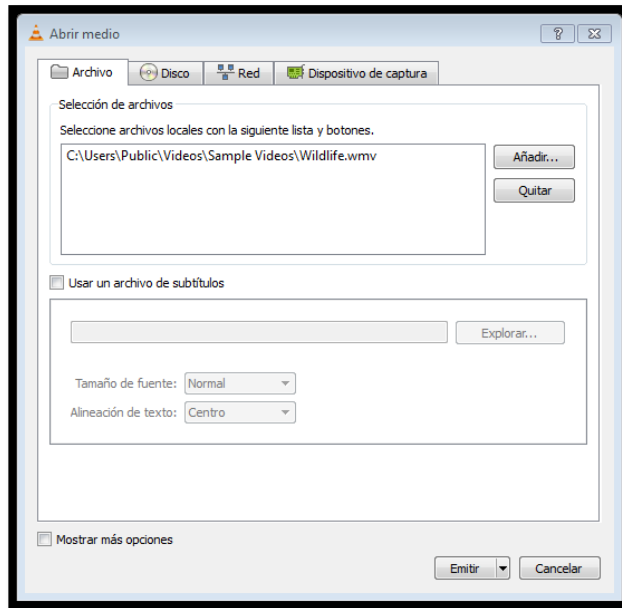 Abrir medio
Archivo Disco Red Dispositivo de captura
Selección de archivos
Seleccione archivos locales con la siguiente lista y botones.
C:\Users\Public\Videos\Sample Videos\Wildlife.wmv
Añadir...
Quitar
Usar un archivo de subtítulos
Explorar...
Tamaño de fuente: Normal
Alineación de texto: Centro
Mostrar más opciones
Emitir Cancelar